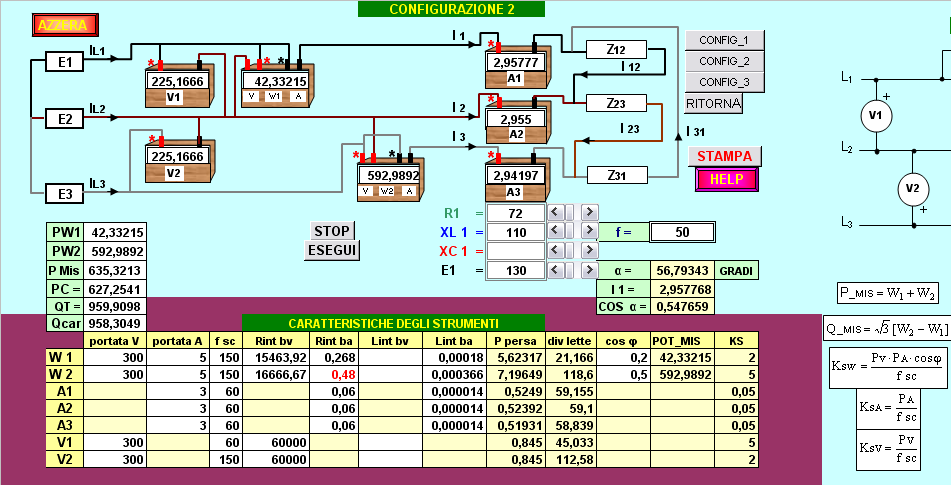 CONFIGURAZIONE 2
AZZERA
E1 IL1 * 225,1666 V1 * 42,33215 * V W1 A I 1 * 2,95777 A1 Z12 I 12
CONFIG_1
CONFIG_2
CONFIG_3
RITORNA
E2 IL2 I 2 * 2,955 A2 Z23 I 23 I 31
E3 IL3 * 225,1666 V2 * 592,9892 * V W2 A I 3 * 2,94197 A3 Z31
STAMPA
HELP
L1
V1
+
L2
V2
+
L3
STOP
ESEGUI
R1 = 72
XL 1 = 110
XC 1 =
E1 = 130
f = 50
α = 56,79343 GRADI
I 1 = 2,957768
COS α = 0,547659
PW1 42,33215
PW2 592,9892
P Mis 635,3213
PC = 627,2541
QT = 959,9098
Qcar 958,3049
P_MIS = W1 + W2
Q_MIS = √3 [W2 − W1]
KSW = PV · PA · cosφ / f sc
KSA = PA / f sc
KSV = PV / f sc
CARATTERISTICHE DEGLI STRUMENTI
portata V portata A f sc Rint bv Rint ba Lint bv Lint ba P persa div lette cos φ POT_MIS KS
W 1 300 5 150 15463,92 0,268 0,00018 5,62317 21,166 0,2 42,33215 2
W 2 300 5 150 16666,67 0,48 0,000366 7,19649 118,6 0,5 592,9892 5
A1 3 60 0,06 0,000014 0,5249 59,155 0,05
A2 3 60 0,06 0,000014 0,52392 59,1 0,05
A3 3 60 0,06 0,000014 0,51931 58,839 0,05
V1 300 60 60000 0,845 45,033 5
V2 300 150 60000 0,845 112,58 2